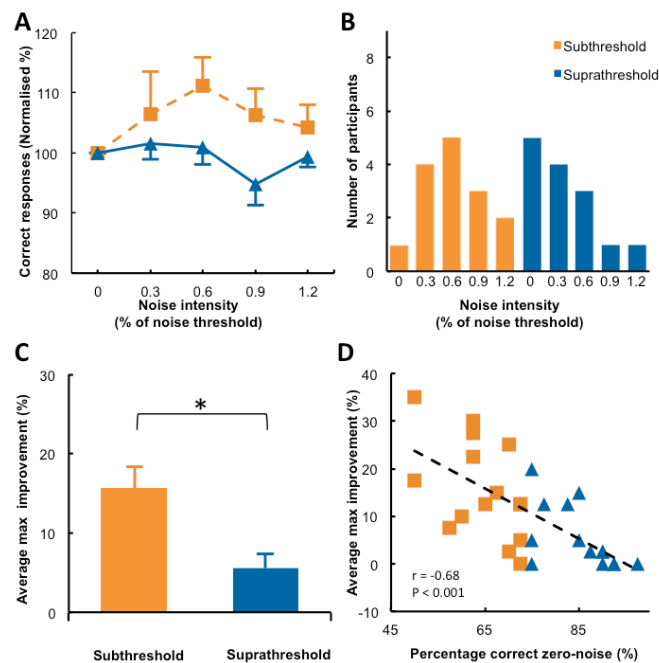 A
Correct responses (Normalised %)
120
110
100
90
80
0 0.3 0.6 0.9 1.2
Noise intensity
(% of noise threshold)
B
Subthreshold
Suprathreshold
Number of participants
8
6
4
2
0
0 0.3 0.6 0.9 1.2 0 0.3 0.6 0.9 1.2
Noise intensity
(% of noise threshold)
C
Average max improvement (%)
30
20
10
0
*
Subthreshold Suprathreshold
D
Average max improvement (%)
40
30
20
10
0
-10
r = -0.68
P < 0.001
45 65 85
Percentage correct zero-noise (%)